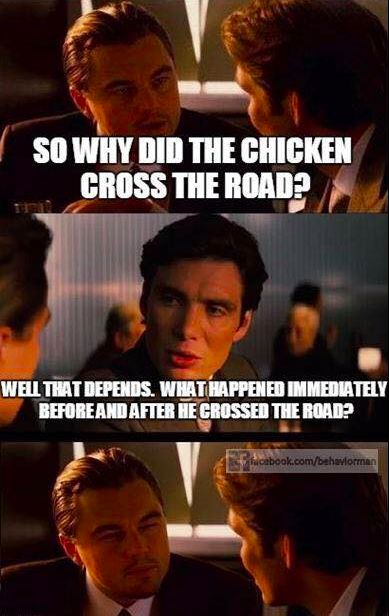 SO WHY DID THE CHICKEN
CROSS THE ROAD?
WELL THAT DEPENDS. WHAT HAPPENED IMMEDIATELY
BEFORE AND AFTER HE CROSSED THE ROAD?
facebook.com/behaviorman